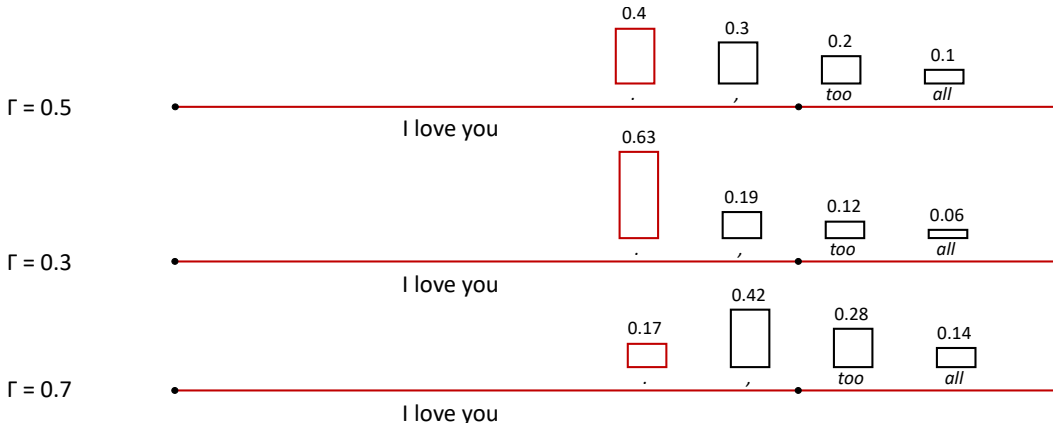 0.4 0.3 0.2 0.1
Γ = 0.5 . , too all
I love you
0.63 0.19 0.12 0.06
Γ = 0.3 . , too all
I love you
0.17 0.42 0.28 0.14
Γ = 0.7 . , too all
I love you